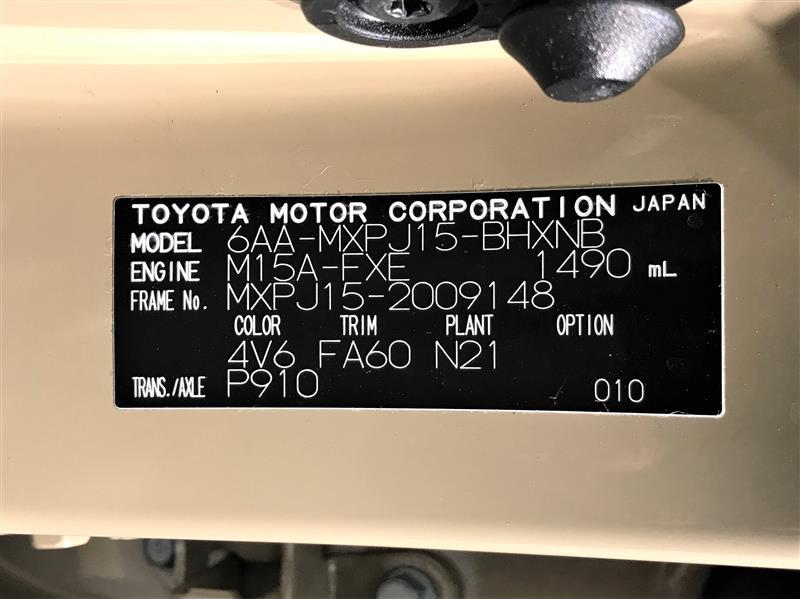 TOYOTA MOTOR CORPORATION JAPAN
MODEL 6AA-MXPJ15-BHXNB
ENGINE M15A-FXE 1490 mL
FRAME No. MXPJ15-2009148
COLOR TRIM PLANT OPTION
4V6 FA60 N21
TRANS./AXLE P910 010